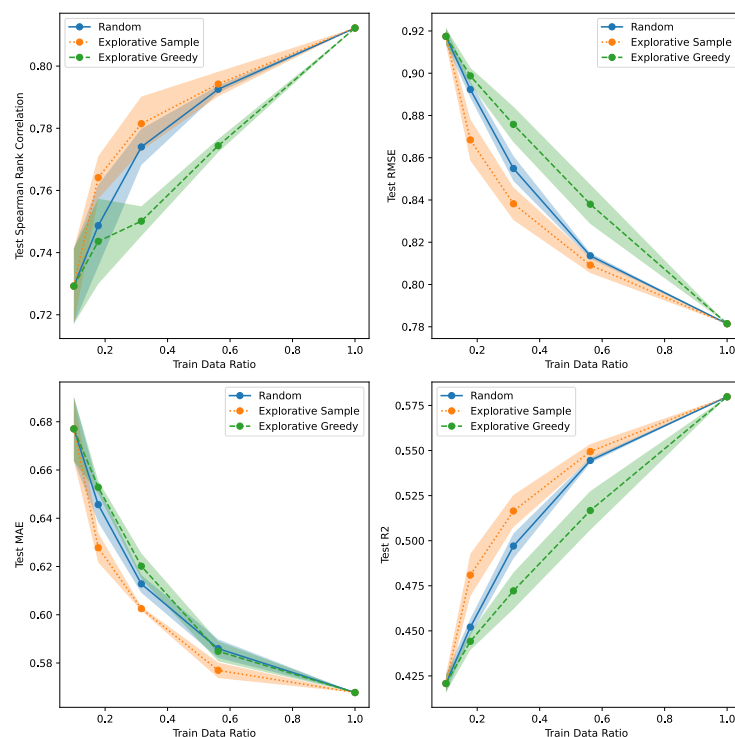 Random
Explorative Sample
Explorative Greedy
0.80
0.78
0.76
0.74
0.72
Test Spearman Rank Correlation
0.2
0.4
0.6
0.8
1.0
Train Data Ratio
Random
Explorative Sample
Explorative Greedy
0.92
0.90
0.88
0.86
0.84
0.82
0.80
0.78
Test RMSE
0.2
0.4
0.6
0.8
1.0
Train Data Ratio
Random
Explorative Sample
Explorative Greedy
0.68
0.66
0.64
0.62
0.60
0.58
Test MAE
0.2
0.4
0.6
0.8
1.0
Train Data Ratio
Random
Explorative Sample
Explorative Greedy
0.575
0.550
0.525
0.500
0.475
0.450
0.425
Test R2
0.2
0.4
0.6
0.8
1.0
Train Data Ratio